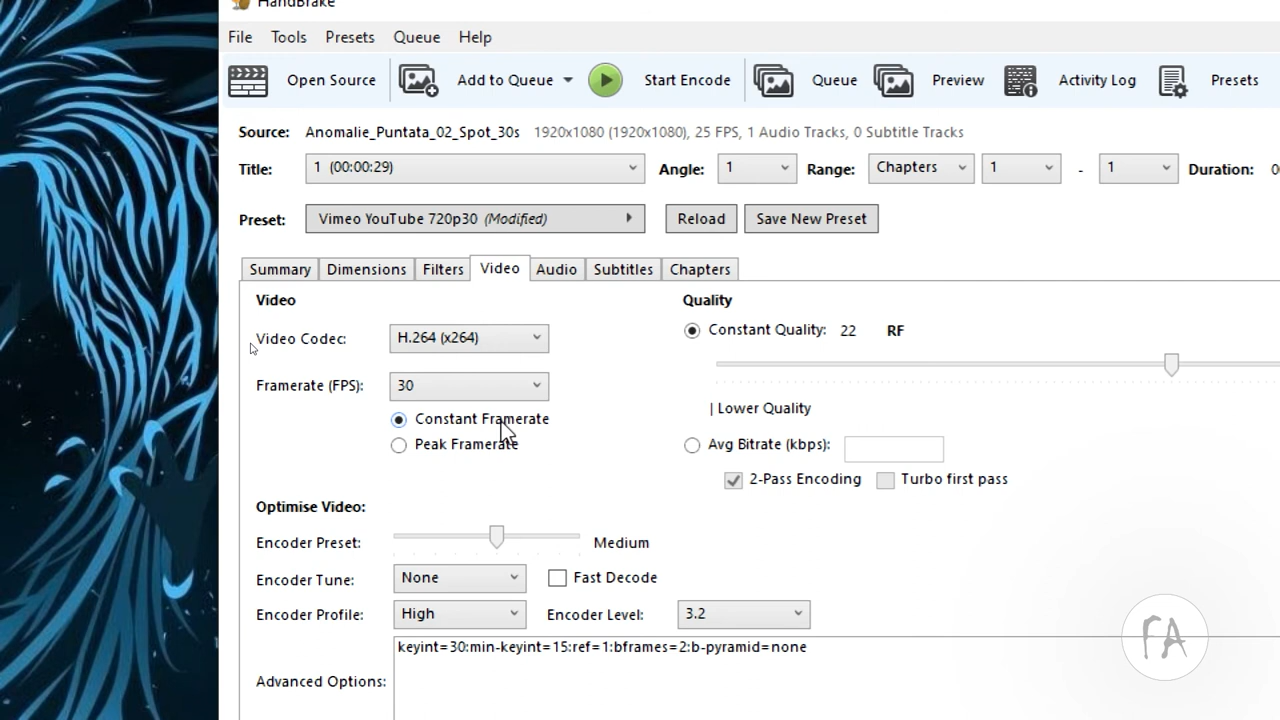 HandBrake
File Tools Presets Queue Help
Open Source Add to Queue Start Encode Queue Preview Activity Log Presets
Source: Anomalie_Puntata_02_Spot_30s 1920x1080 (1920x1080), 25 FPS, 1 Audio Tracks, 0 Subtitle Tracks
Title: 1 (00:00:29) Angle: 1 Range: Chapters 1 - 1 Duration:
Preset: Vimeo YouTube 720p30 (Modified) Reload Save New Preset
Summary Dimensions Filters Video Audio Subtitles Chapters
Video Quality
Video Codec: H.264 (x264) Constant Quality: 22 RF
Framerate (FPS): 30
Constant Framerate | Lower Quality
Peak Framerate Avg Bitrate (kbps):
2-Pass Encoding Turbo first pass
Optimise Video:
Encoder Preset: Medium
Encoder Tune: None Fast Decode
Encoder Profile: High Encoder Level: 3.2
keyint=30:min-keyint=15:ref=1:bframes=2:b-pyramid=none
Advanced Options:
FA